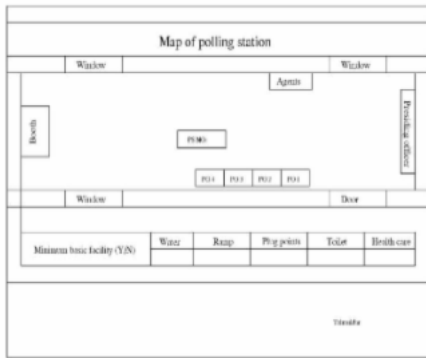 Map of polling station
Window Window
Agents
Booth
Presiding officer
PO4 PO3 PO2 PO1
Window Door
Minimum basic facility (Y/N) Water Ramp Plug points Toilet Health care